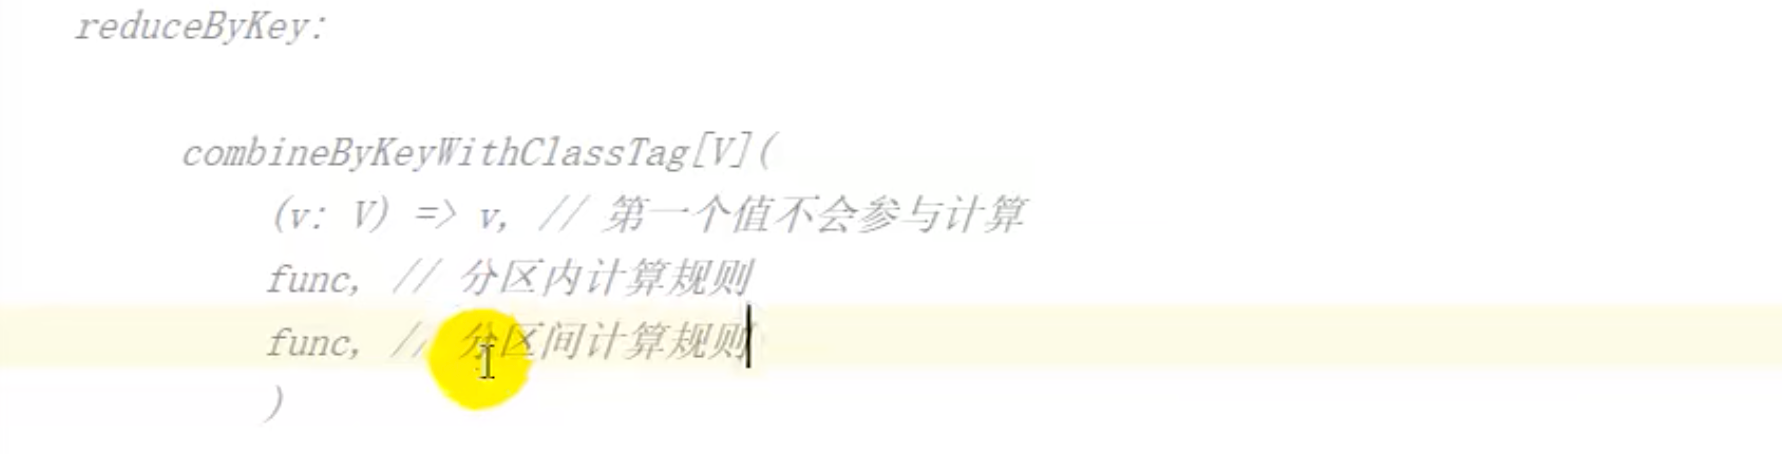 reduceByKey:
combineByKeyWithClassTag[V](
(v: V) => v, // 第一个值不会参与计算
func, // 分区内计算规则
func, // 分区间计算规则
)